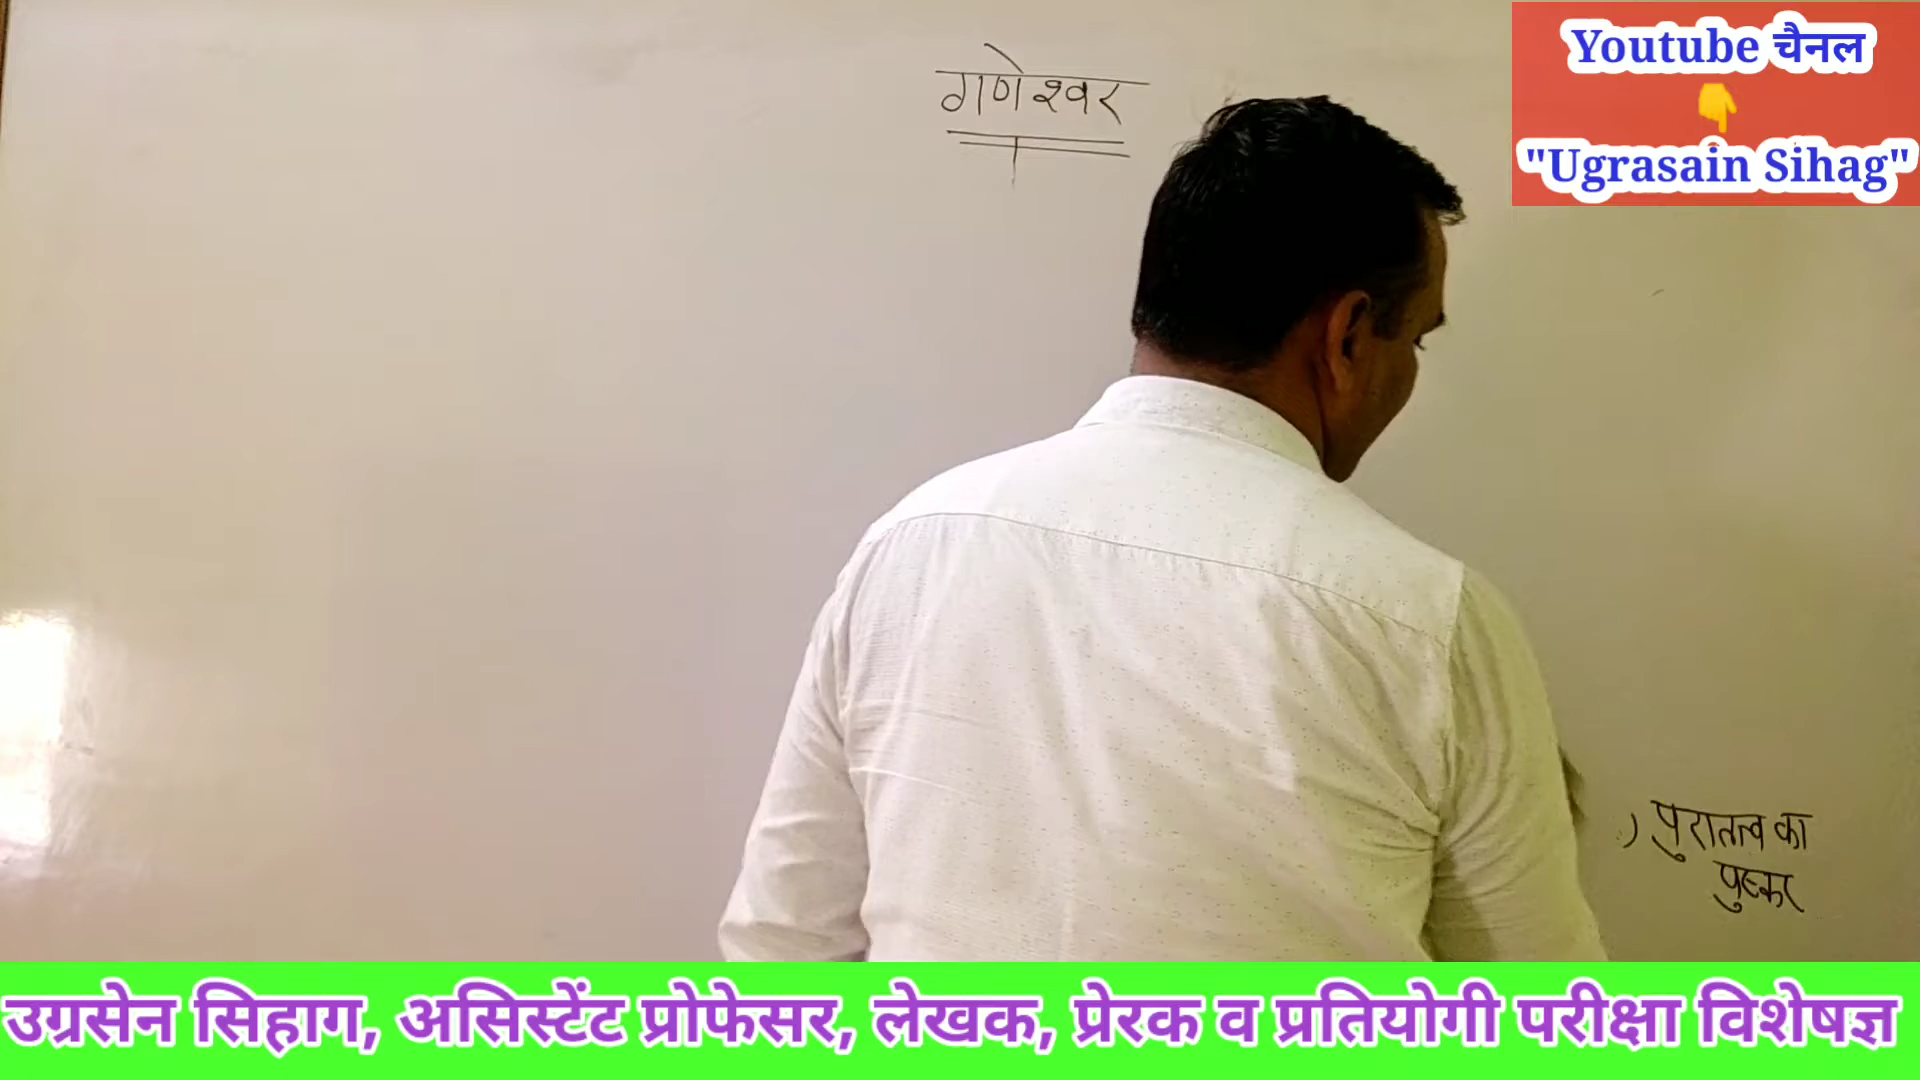 गणेश्वर
Youtube चैनल
👇
"Ugrasain Sihag"
) पुरातत्व का
पुष्कर
उग्रसेन सिहाग, असिस्टेंट प्रोफेसर, लेखक, प्रेरक व प्रतियोगी परीक्षा विशेषज्ञ